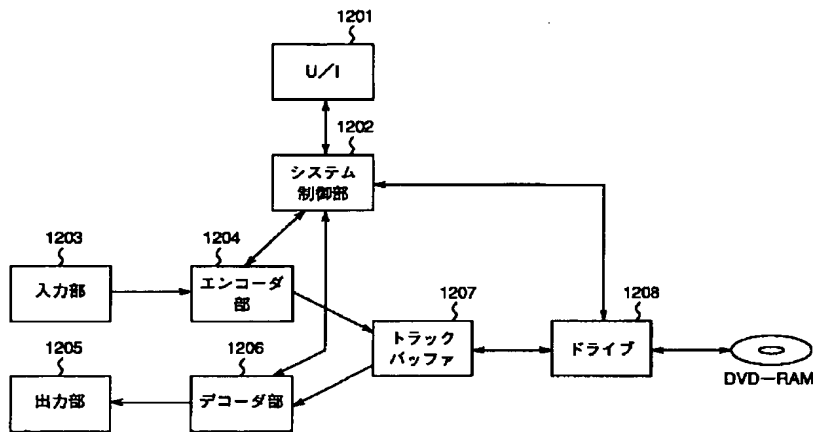 1201
U/I
1202
システム
制御部
1203
入力部
1204
エンコーダ
部
1207
トラック
バッファ
1208
ドライブ
DVD-RAM
1205
出力部
1206
デコーダ部